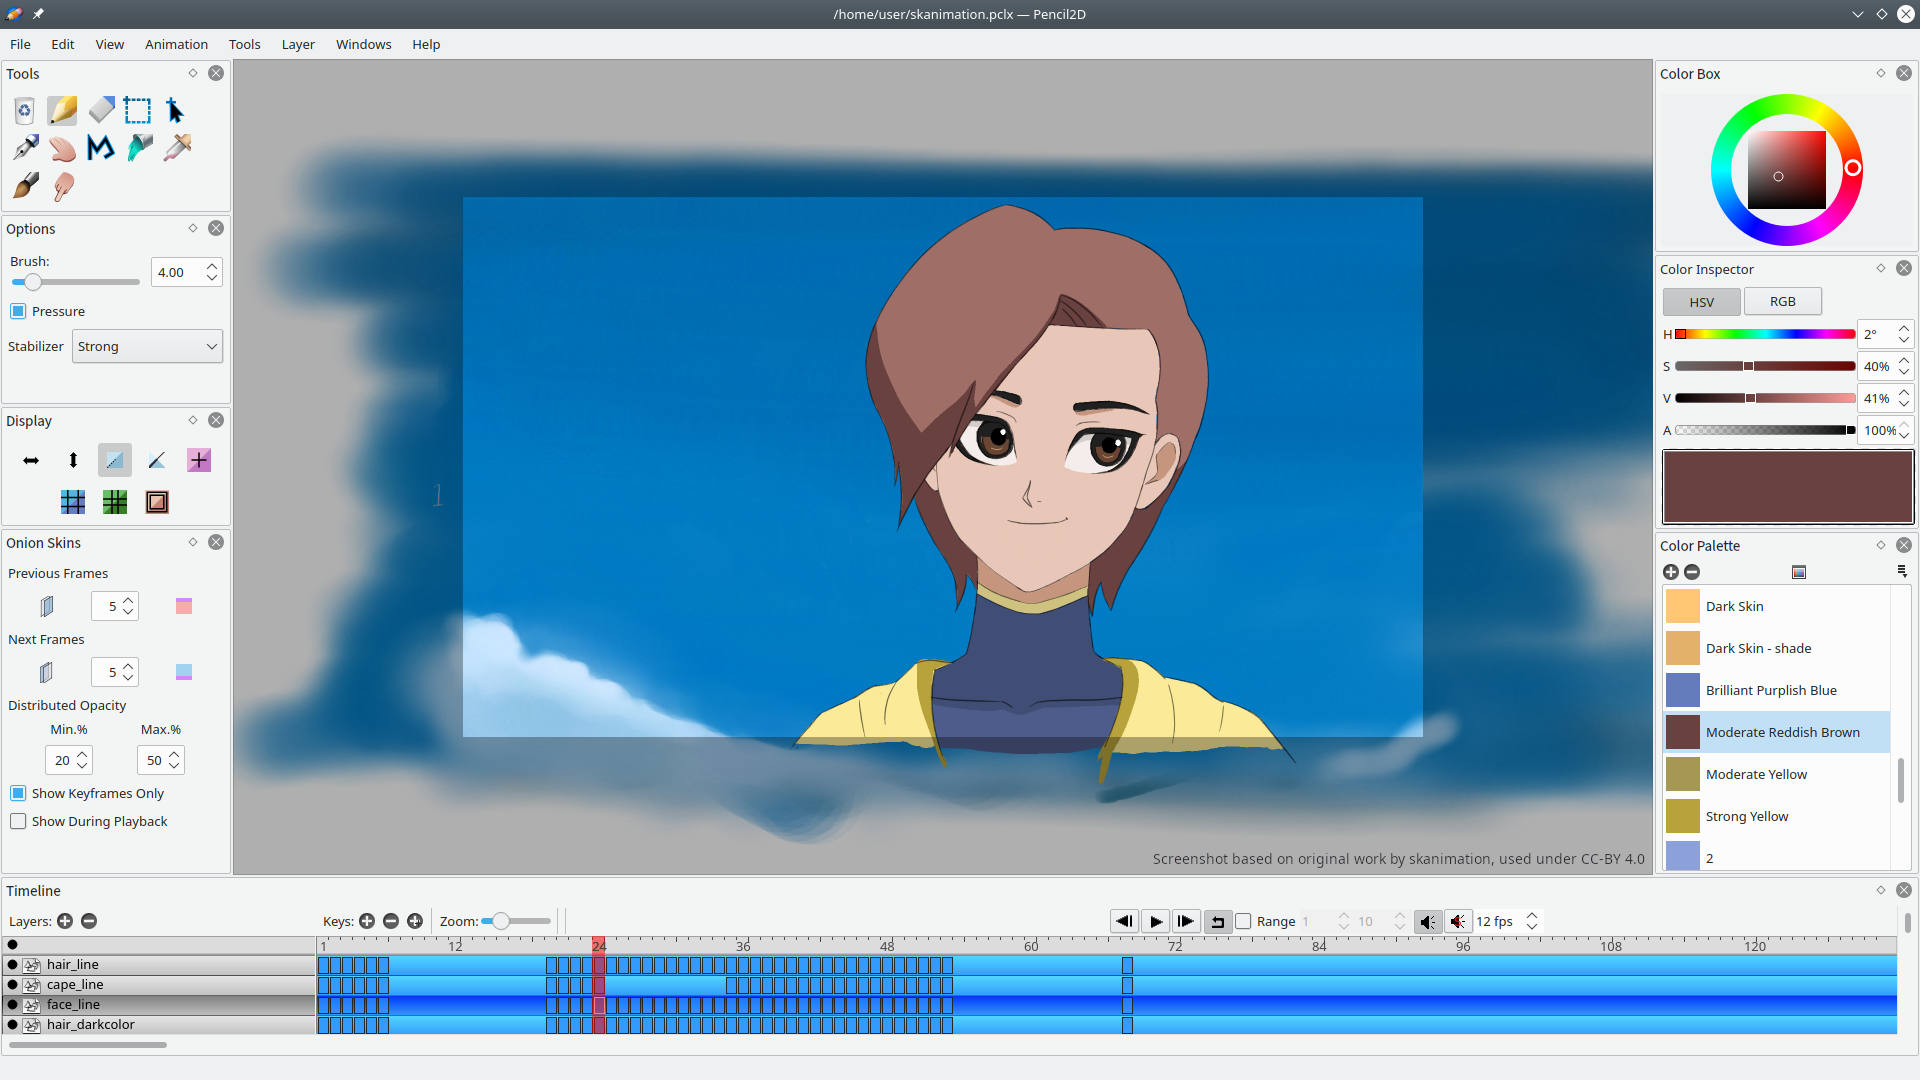 /home/user/skanimation.pclx — Pencil2D
File Edit View Animation Tools Layer Windows Help
Tools
Options
Brush:
4.00
Pressure
Stabilizer Strong
Display
Onion Skins
Previous Frames
5
Next Frames
5
Distributed Opacity
Min.% Max.%
20 50
Show Keyframes Only
Show During Playback
1
Screenshot based on original work by skanimation, used under CC-BY 4.0
Color Box
Color Inspector
HSV RGB
H 2°
S 40%
V 41%
A 100%
Color Palette
Dark Skin
Dark Skin - shade
Brilliant Purplish Blue
Moderate Reddish Brown
Moderate Yellow
Strong Yellow
2
Timeline
Layers: Keys: Zoom: Range 1 10 12 fps
1 12 24 36 48 60 72 84 96 108 120
hair_line
cape_line
face_line
hair_darkcolor